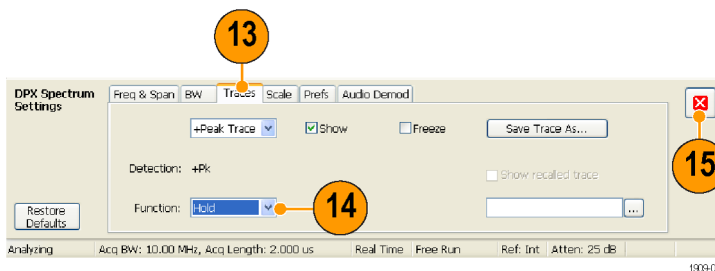 13
DPX Spectrum Settings
Freq & Span BW Traces Scale Prefs Audio Demod
+Peak Trace Show Freeze Save Trace As...
15
Detection: +Pk Show recalled trace
Function: Hold 14 ...
Restore Defaults
Analyzing Acq BW: 10.00 MHz, Acq Length: 2.000 us Real Time Free Run Ref: Int Atten: 25 dB